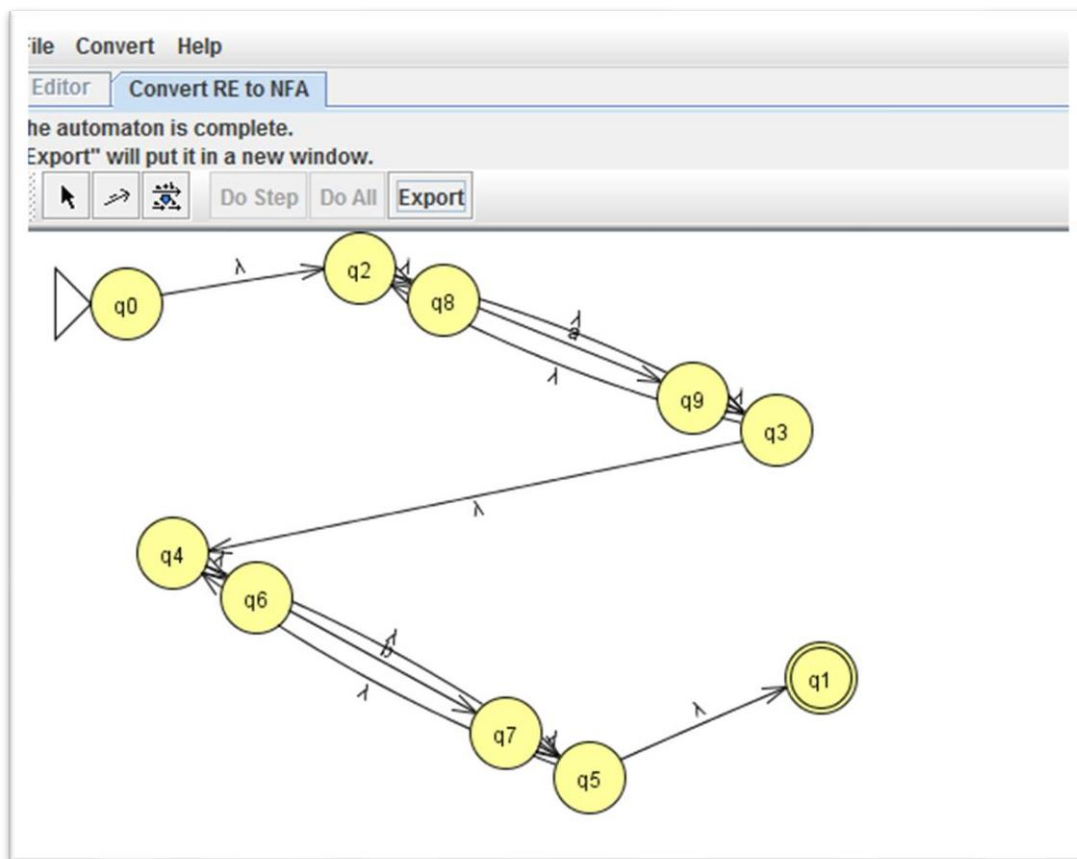 ile Convert Help
Editor Convert RE to NFA
he automaton is complete.
Export" will put it in a new window.
Do Step Do All Export
λ
q2
λ
q8
q0
λ
a
λ
q9
λ
q3
λ
q4
λ
q6
λ
b
λ
q7
λ
q5
λ
q1